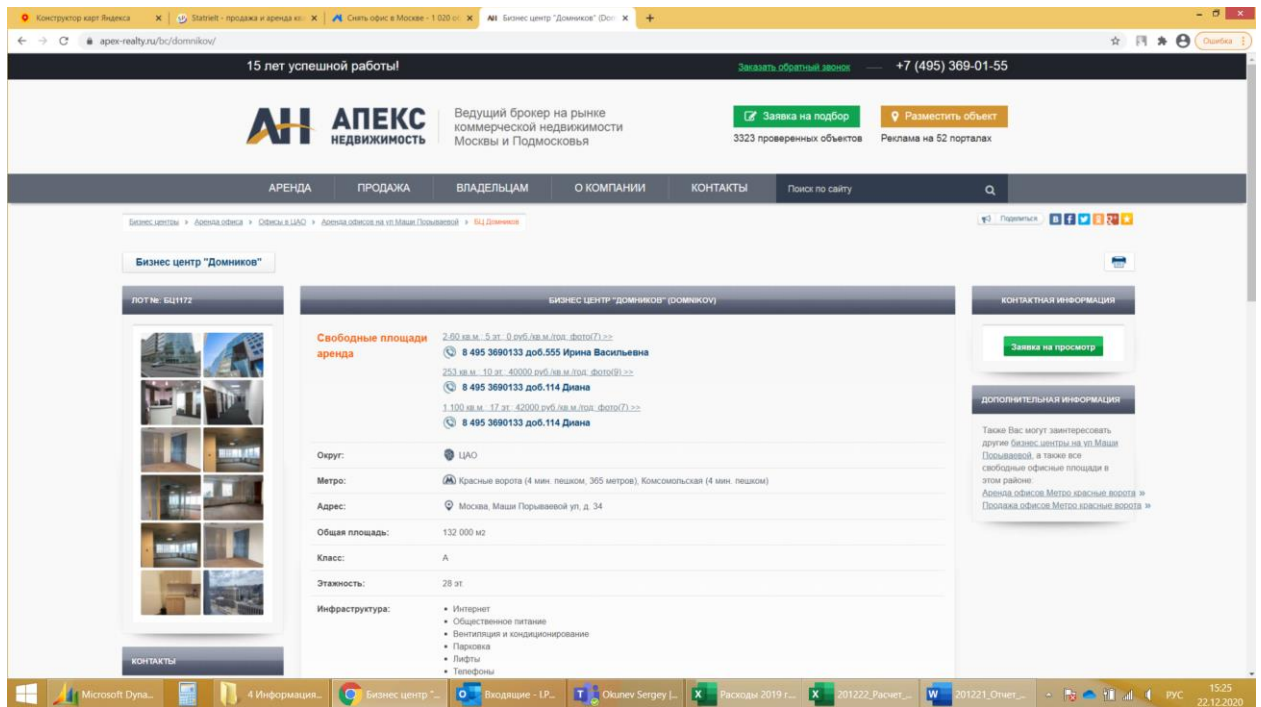 Конструктор карт Яндекса
Statrielt - продажа и аренда ко
Снять офис в Москве - 1 020 о
Бизнес центр "Домников" (Do
apex-realty.ru/bc/domnikov/
Ошибка
15 лет успешной работы!
Заказать обратный звонок
+7 (495) 369-01-55
АН АПЕКС
НЕДВИЖИМОСТЬ
Ведущий брокер на рынке
коммерческой недвижимости
Москвы и Подмосковья
Заявка на подбор
3323 проверенных объектов
Разместить объект
Реклама на 52 порталах
АРЕНДА ПРОДАЖА ВЛАДЕЛЬЦАМ О КОМПАНИИ КОНТАКТЫ Поиск по сайту
Бизнес центры > Аренда офиса > Офисы в ЦАО > Аренда офисов на ул Маши Порываевой > БЦ Домников
Поделиться
Бизнес центр "Домников"
ЛОТ №: БЦ1172
БИЗНЕС ЦЕНТР "ДОМНИКОВ" (DOMNIKOV)
Свободные площади
аренда
2-60 кв.м.; 5 эт.; 0 руб./кв.м./год; фото(7) >>
8 495 3690133 доб.555 Ирина Васильевна
253 кв.м.; 10 эт.; 40000 руб./кв.м./год; фото(9) >>
8 495 3690133 доб.114 Диана
1 100 кв.м.; 17 эт.; 42000 руб./кв.м./год; фото(7) >>
8 495 3690133 доб.114 Диана
Округ: ЦАО
Метро: Красные ворота (4 мин. пешком, 365 метров), Комсомольская (4 мин. пешком)
Адрес: Москва, Маши Порываевой ул, д. 34
Общая площадь: 132 000 м2
Класс: A
Этажность: 28 эт.
Инфраструктура:
• Интернет
• Общественное питание
• Вентиляция и кондиционирование
• Парковка
• Лифты
• Телефоны
КОНТАКТЫ
КОНТАКТНАЯ ИНФОРМАЦИЯ
Заявка на просмотр
ДОПОЛНИТЕЛЬНАЯ ИНФОРМАЦИЯ
Также Вас могут заинтересовать
другие бизнес центры на ул Маши
Порываевой, а также все
свободные офисные площади в
этом районе:
Аренда офисов Метро красные ворота »
Продажа офисов Метро красные ворота »
Microsoft Dyna...
4 Информация...
Бизнес центр "...
Входящие - I.P...
Okunev Sergey |...
Расходы 2019 г...
201222_Расчет_...
201221_Отчет_...
РУС
15:25
22.12.2020